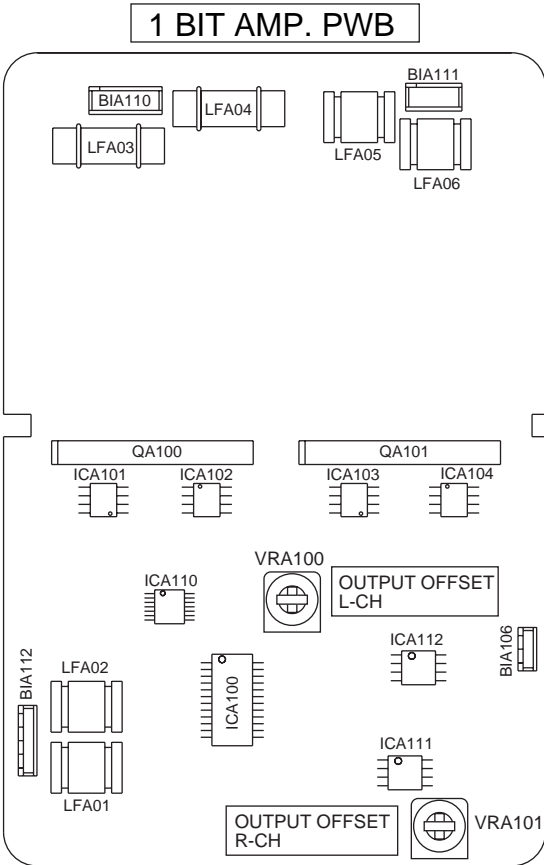 1 BIT AMP. PWB
BIA110
LFA04
BIA111
LFA03
LFA05
LFA06
QA100
QA101
ICA101
ICA102
ICA103
ICA104
VRA100
ICA110
OUTPUT OFFSET
L-CH
ICA112
BIA106
BIA112
LFA02
ICA100
ICA111
LFA01
OUTPUT OFFSET
R-CH
VRA101